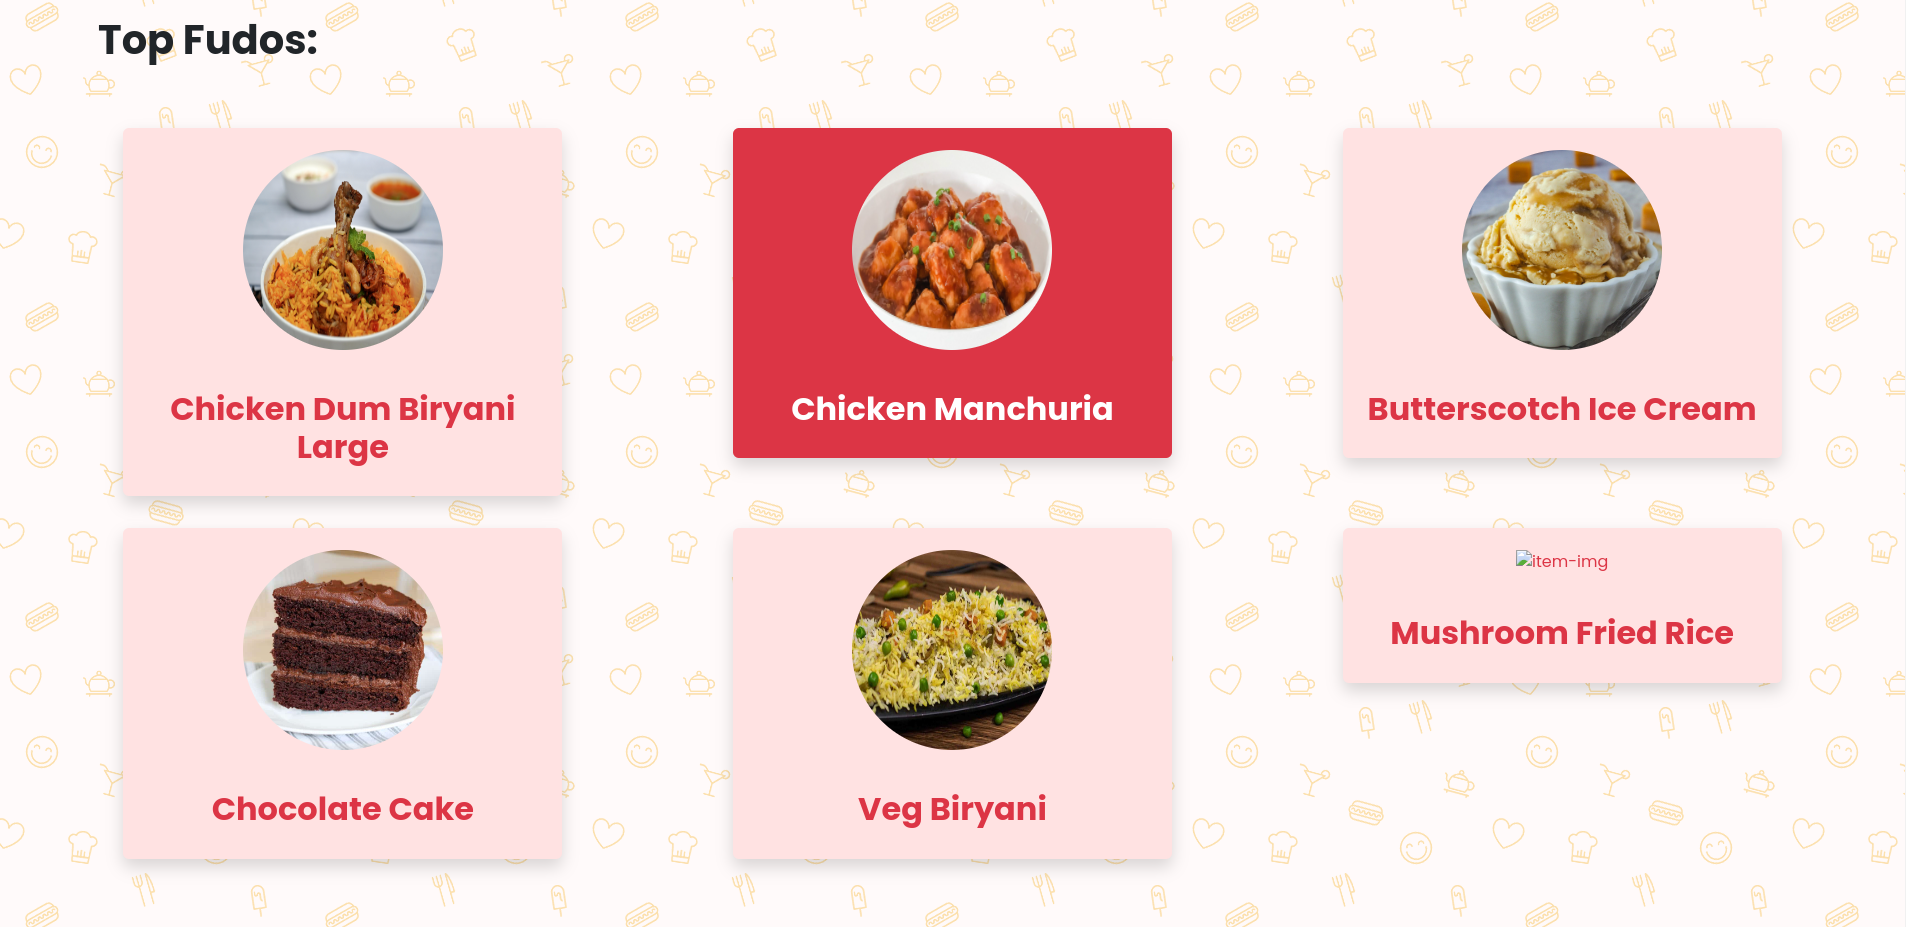 Top Fudos:
Chicken Dum Biryani
Large
Chicken Manchuria
Butterscotch Ice Cream
Chocolate Cake
Veg Biryani
item-img
Mushroom Fried Rice